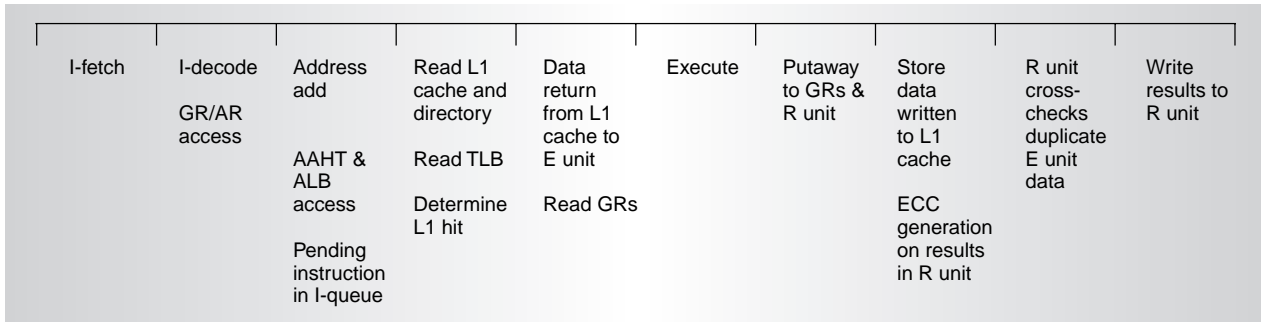 I-fetch
I-decode
GR/AR
access
Address
add
AAHT &
ALB
access
Pending
instruction
in I-queue
Read L1
cache and
directory
Read TLB
Determine
L1 hit
Data
return
from L1
cache to
E unit
Read GRs
Execute
Putaway
to GRs &
R unit
Store
data
written
to L1
cache
ECC
generation
on results
in R unit
R unit
cross-
checks
duplicate
E unit
data
Write
results to
R unit